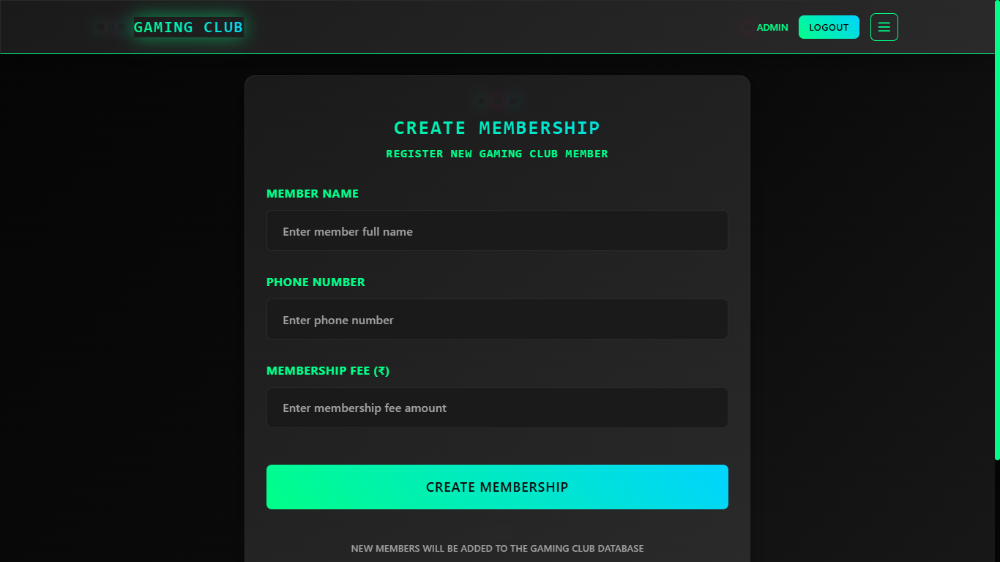 GAMING CLUB
ADMIN
LOGOUT
CREATE MEMBERSHIP
REGISTER NEW GAMING CLUB MEMBER
MEMBER NAME
Enter member full name
PHONE NUMBER
Enter phone number
MEMBERSHIP FEE (₹)
Enter membership fee amount
CREATE MEMBERSHIP
NEW MEMBERS WILL BE ADDED TO THE GAMING CLUB DATABASE